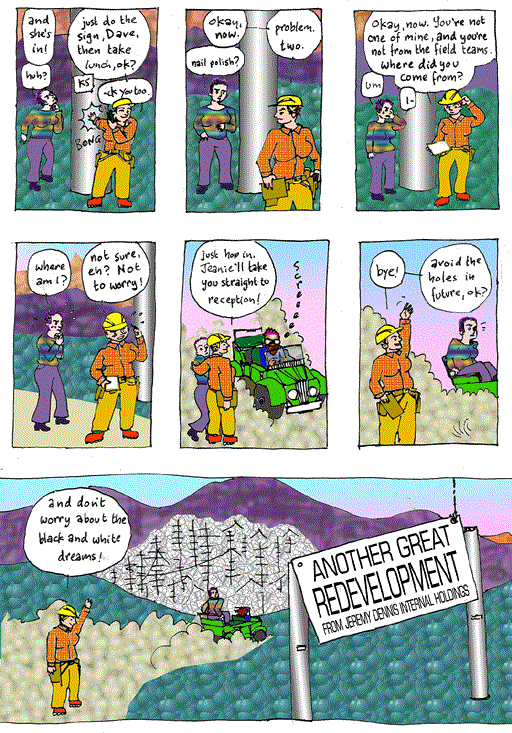 and
she's
in!
huh?
just do the
sign, Dave,
then take
lunch, ok?
KS
-ck you too.
BONG
okay,
now.
nail polish?
problem.
two.
Okay, now. You're not
one of mine, and you're
not from the field teams.
Where did you
come from?
um
I-
where
am I?
not sure,
eh? Not
to worry!
just hop in.
Jeanie'll take
you straight to
reception!
bye!
avoid the
holes in
future, ok?
and don't
worry about the
black and white
dreams!
ANOTHER GREAT
REDEVELOPMENT
FROM JEREMY DENNIS INTERNAL HOLDINGS